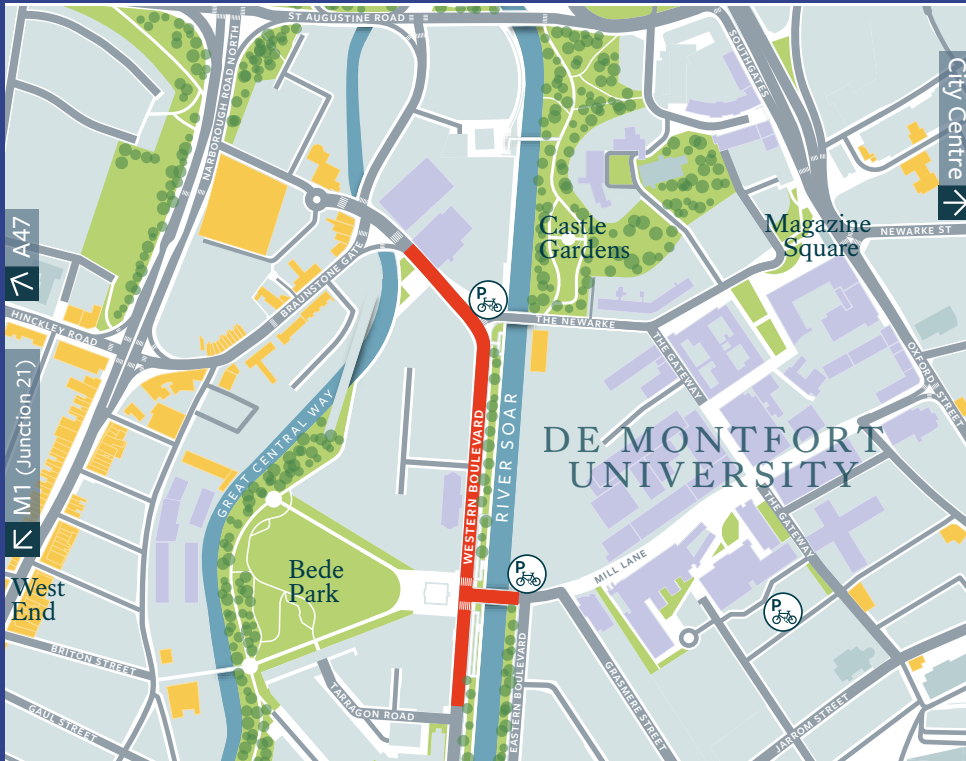 ST AUGUSTINE ROAD
NARBOROUGH ROAD NORTH
SOUTHGATES
City Centre
A47
Castle
Gardens
Magazine
Square
NEWARKE ST
BRAUNSTONE GATE
HINCKLEY ROAD
P
THE NEWARKE
THE GATEWAY
OXFORD STREET
M1 (Junction 21)
GREAT CENTRAL WAY
WESTERN BOULEVARD
RIVER SOAR
DE MONTFORT
UNIVERSITY
THE GATEWAY
MILL LANE
P
Bede
Park
West
End
P
BRITON STREET
GAUL STREET
TARRAGON ROAD
EASTERN BOULEVARD
GRASMERE STREET
JARROM STREET